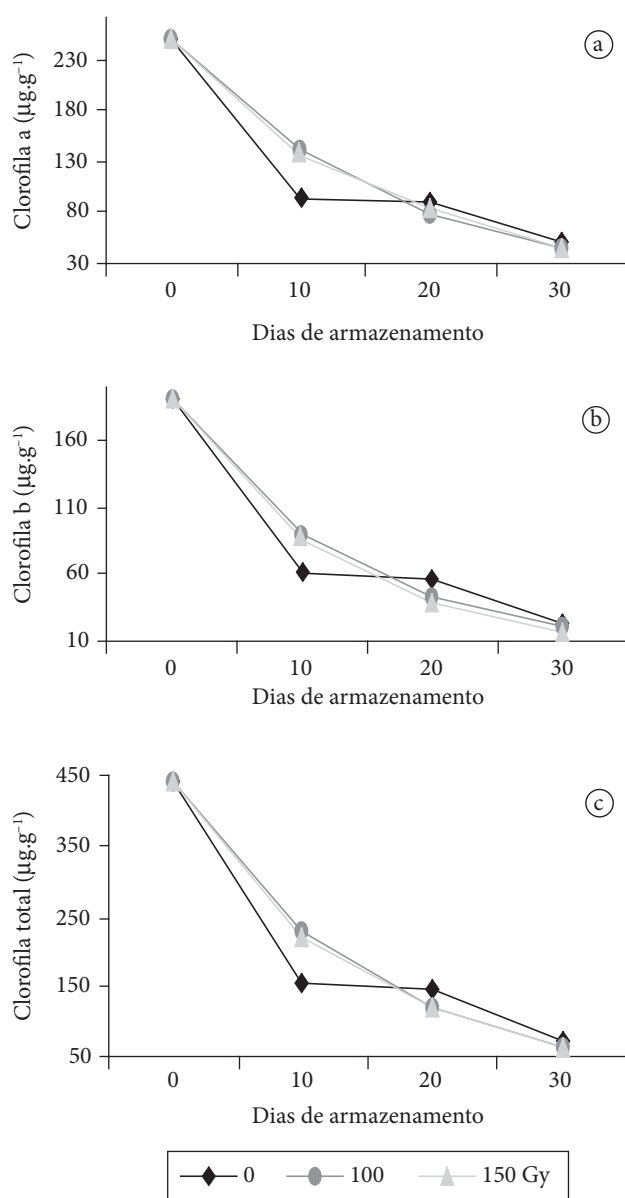 a
Clorofila a (µg.g⁻¹)
230
180
130
80
30
0 10 20 30
Dias de armazenamento
b
Clorofila b (µg.g⁻¹)
160
110
60
10
0 10 20 30
Dias de armazenamento
c
Clorofila total (µg.g⁻¹)
450
350
250
150
50
0 10 20 30
Dias de armazenamento
0 100 150 Gy